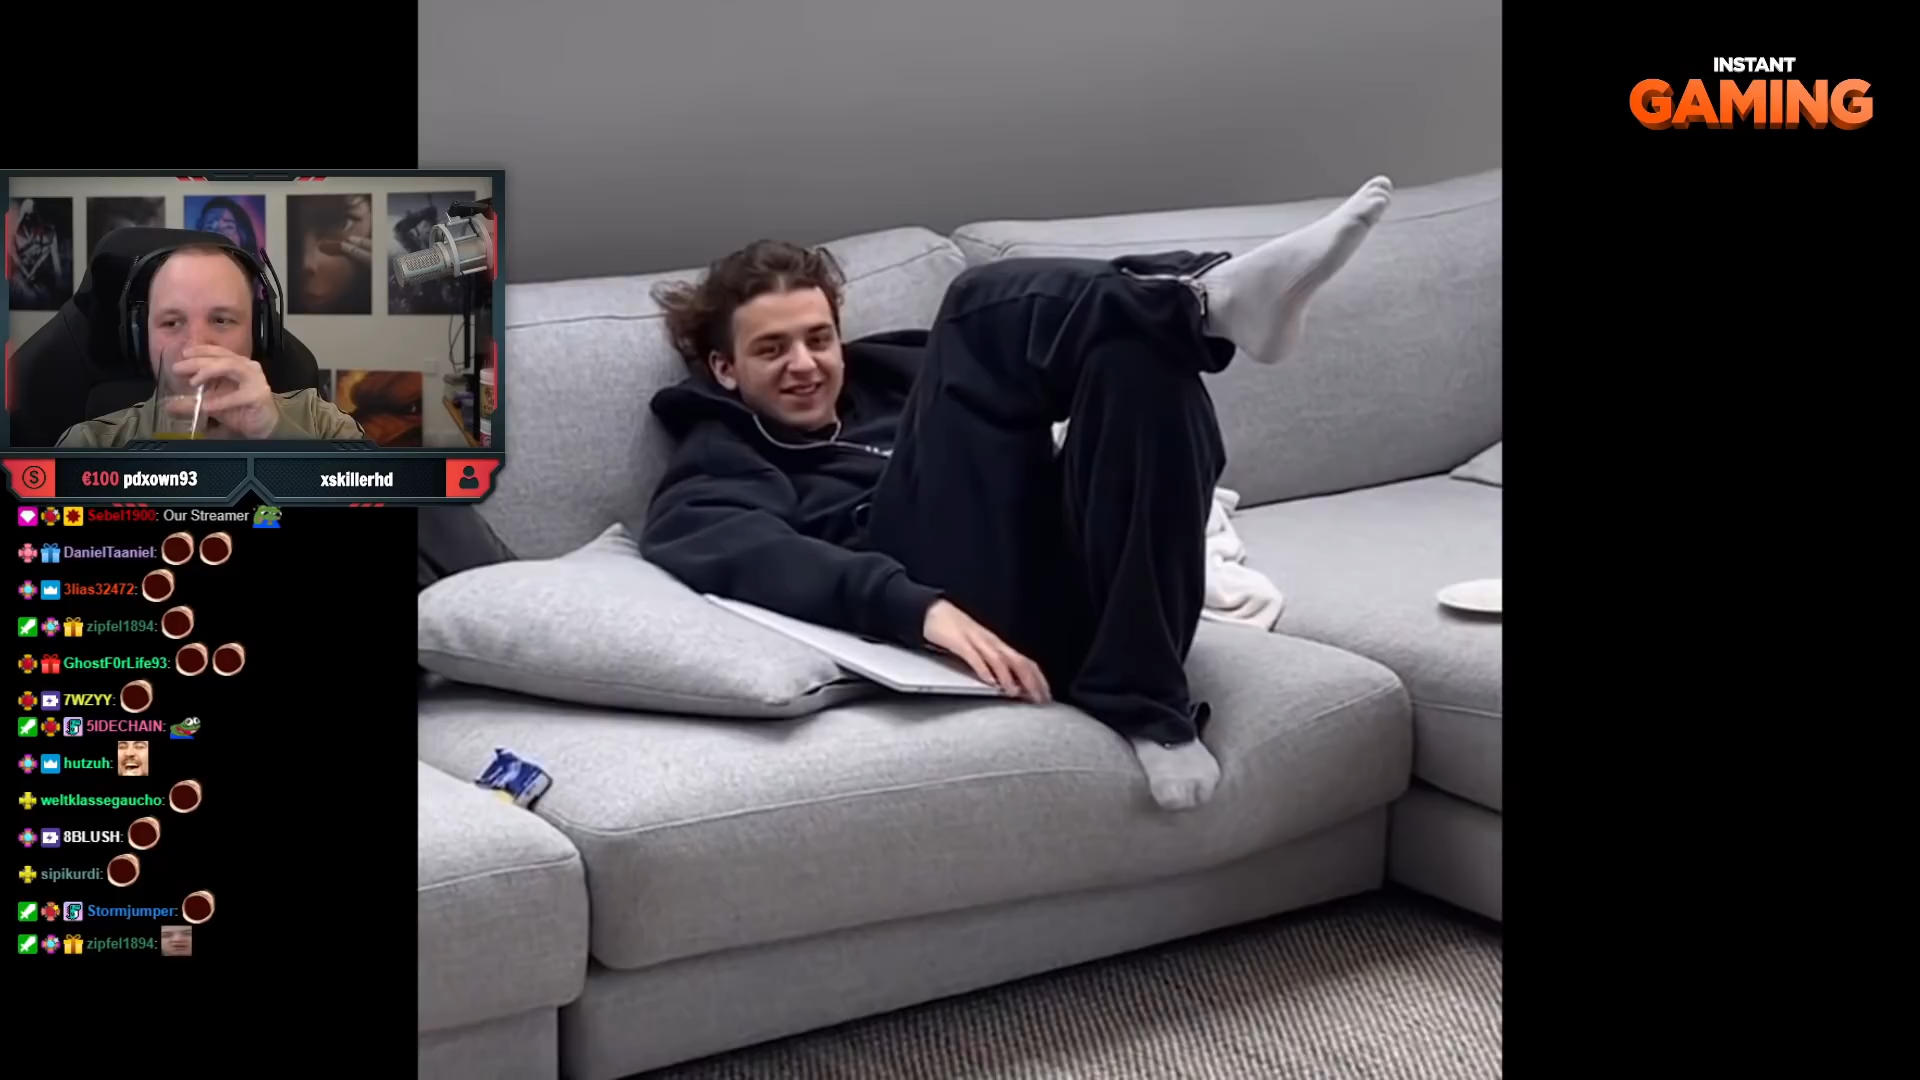 INSTANT
GAMING
€100 pdxown93
xskillerhd
Sebel1900: Our Streamer
DanielTaaniel:
3lias32472:
zipfel1894:
GhostF0rLife93:
7WZYY:
5IDECHAIN:
hutzuh:
weltklassegaucho:
8BLUSH:
sipikurdi:
Stormjumper:
zipfel1894: